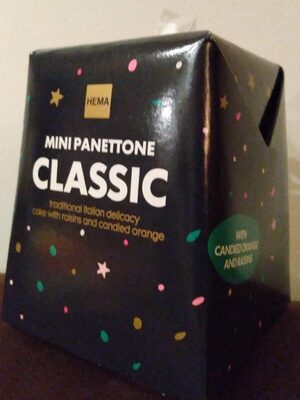 HEMA
MINI PANETTONE
CLASSIC
traditional Italian delicacy
cake with raisins and candied orange
WITH
CANDIED ORANGE
AND RAISINS